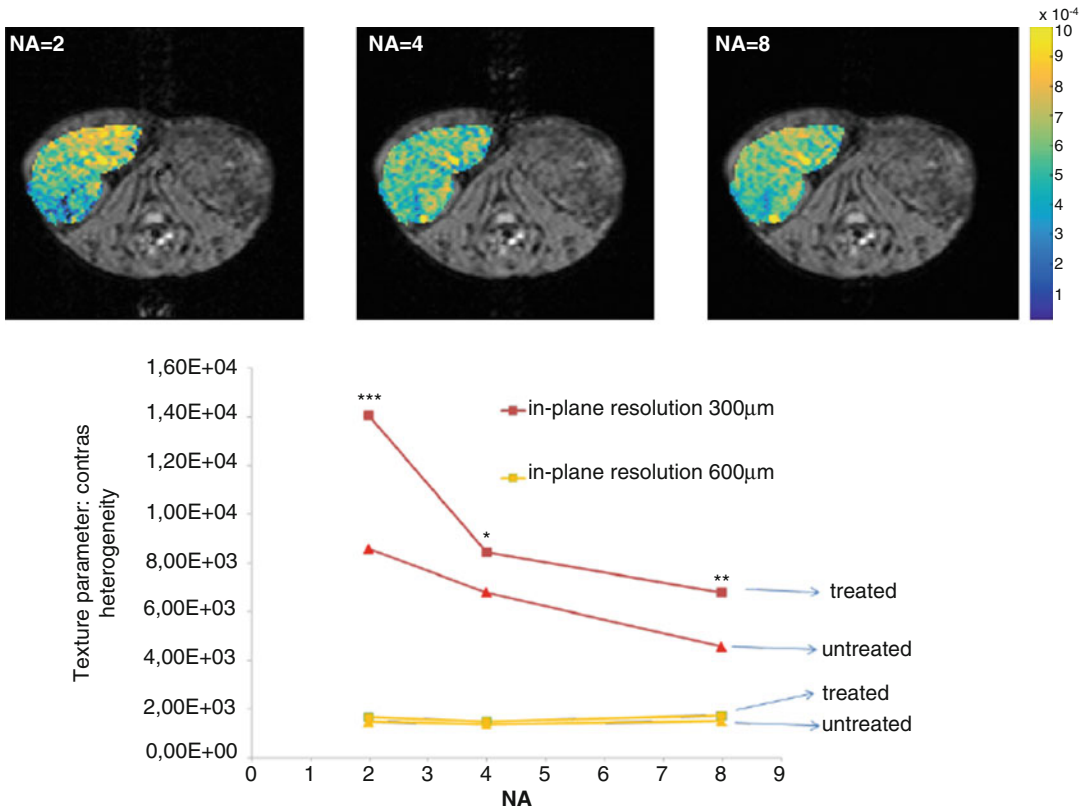 NA=2
NA=4
NA=8
x 10⁻⁴
10
9
8
7
6
5
4
3
2
1
Texture parameter: contras
heterogeneity
1,60E+04
1,40E+04
1,20E+04
1,00E+04
8,00E+03
6,00E+03
4,00E+03
2,00E+03
0,00E+00
***
*
**
in-plane resolution 300µm
in-plane resolution 600µm
treated
untreated
treated
untreated
0 1 2 3 4 5 6 7 8 9
NA